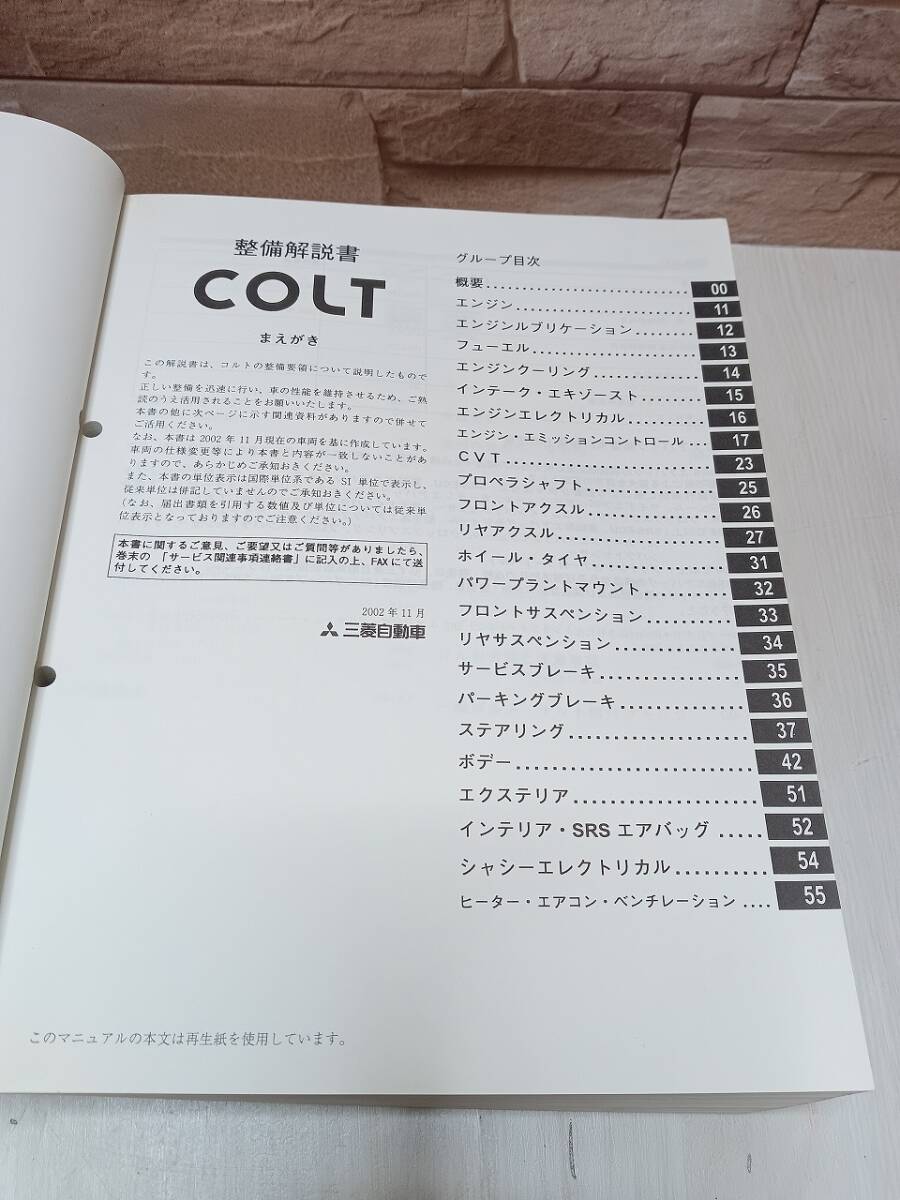 整備解説書
COLT
まえがき
この解説書は、コルトの整備要領について説明したもので
す。
正しい整備を迅速に行い、車の性能を維持させるため、ご熟
読のうえ活用されることをお願いいたします。
本書の他に次ページに示す関連資料がありますので併せて
ご活用ください。
なお、本書は 2002 年 11 月現在の車両を基に作成しています。
車両の仕様変更等により本書と内容が一致しないことがあ
りますので、あらかじめご承知おきください。
また、本書の単位表示は国際単位系である SI 単位で表示し、
従来単位は併記していませんのでご承知おきください。
(なお、届出書類を引用する数値及び単位については従来単
位表示となっておりますのでご注意ください。)
本書に関するご意見、ご要望又はご質問等がありましたら、
巻末の「サービス関連事項連絡書」に記入の上、FAXにて送
付してください。
2002 年 11 月
三菱自動車
グループ目次
概要 00
エンジン 11
エンジンルブリケーション 12
フューエル 13
エンジンクーリング 14
インテーク・エキゾースト 15
エンジンエレクトリカル 16
エンジン・エミッションコントロール 17
CVT 23
プロペラシャフト 25
フロントアクスル 26
リヤアクスル 27
ホイール・タイヤ 31
パワープラントマウント 32
フロントサスペンション 33
リヤサスペンション 34
サービスブレーキ 35
パーキングブレーキ 36
ステアリング 37
ボデー 42
エクステリア 51
インテリア・SRS エアバッグ 52
シャシーエレクトリカル 54
ヒーター・エアコン・ベンチレーション 55
このマニュアルの本文は再生紙を使用しています。